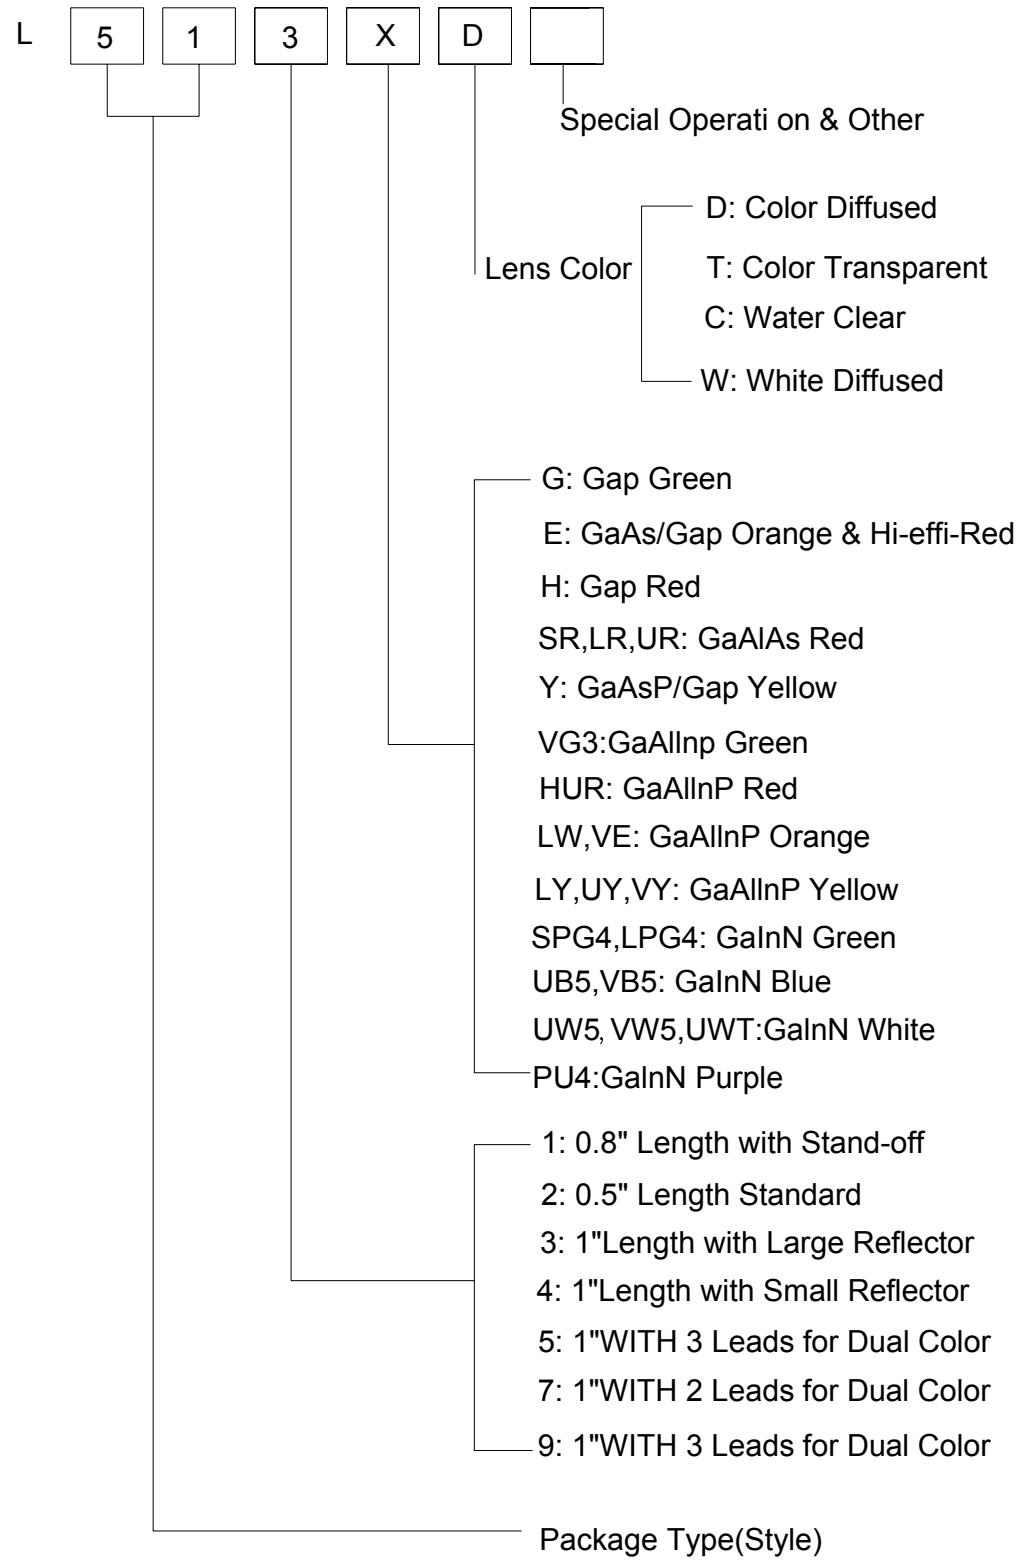 L 5 1 3 X D
Special Operati on & Other
D: Color Diffused
Lens Color
T: Color Transparent
C: Water Clear
W: White Diffused
G: Gap Green
E: GaAs/Gap Orange & Hi-effi-Red
H: Gap Red
SR,LR,UR: GaAlAs Red
Y: GaAsP/Gap Yellow
VG3:GaAlInp Green
HUR: GaAlInP Red
LW,VE: GaAlInP Orange
LY,UY,VY: GaAlInP Yellow
SPG4,LPG4: GaInN Green
UB5,VB5: GaInN Blue
UW5, VW5,UWT:GaInN White
PU4:GaInN Purple
1: 0.8" Length with Stand-off
2: 0.5" Length Standard
3: 1"Length with Large Reflector
4: 1"Length with Small Reflector
5: 1"WITH 3 Leads for Dual Color
7: 1"WITH 2 Leads for Dual Color
9: 1"WITH 3 Leads for Dual Color
Package Type(Style)